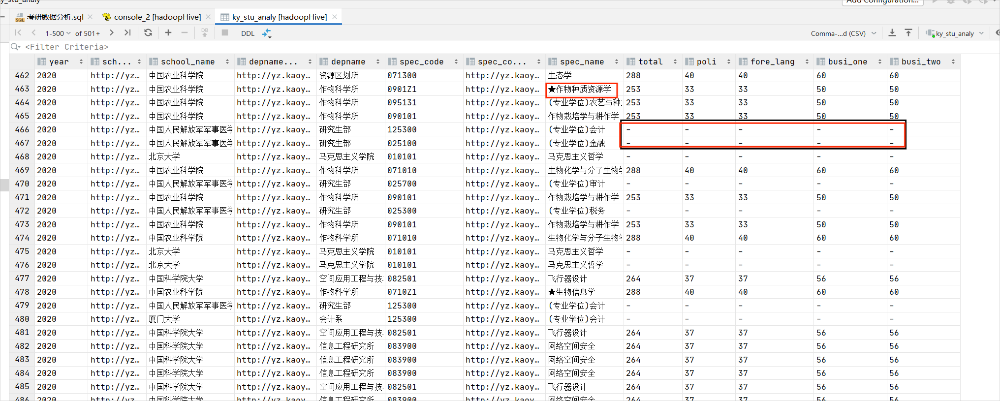 ky_stu_analy Add Configuration...
考研数据分析.sql console_2 [hadoopHive] ky_stu_analy [hadoopHive]
1-500 of 501+ DB DDL Comma-...d (CSV) ky_stu_analy
<Filter Criteria>
year sch... school_name depname... depname spec_code spec_co... spec_name total poli fore_lang busi_one busi_two
462 2020 http://yz... 中国农业科学院 http://yz.kaoy... 资源区划所 071300 http://yz.kaoy... 生态学 288 40 40 60 60
463 2020 http://yz... 中国农业科学院 http://yz.kaoy... 作物科学所 0901Z1 http://yz.kaoy... ★作物种质资源学 253 33 33 50 50
464 2020 http://yz... 中国农业科学院 http://yz.kaoy... 作物科学所 095131 http://yz.kaoy... (专业学位)农艺与种 253 33 33 50 50
465 2020 http://yz... 中国农业科学院 http://yz.kaoy... 作物科学所 090101 http://yz.kaoy... 作物栽培学与耕作学 253 33 33 50 50
466 2020 http://yz... 中国人民解放军军事医学 http://yz.kaoy... 研究生部 125300 http://yz.kaoy... (专业学位)会计 - - - - -
467 2020 http://yz... 中国人民解放军军事医学 http://yz.kaoy... 研究生部 025100 http://yz.kaoy... (专业学位)金融 - - - - -
468 2020 http://yz... 北京大学 http://yz.kaoy... 马克思主义学院 010101 http://yz.kaoy... 马克思主义哲学 - - - - -
469 2020 http://yz... 中国农业科学院 http://yz.kaoy... 作物科学所 071010 http://yz.kaoy... 生物化学与分子生物学 288 40 40 60 60
470 2020 http://yz... 中国人民解放军军事医学 http://yz.kaoy... 研究生部 025700 http://yz.kaoy... (专业学位)审计 - - - - -
471 2020 http://yz... 中国农业科学院 http://yz.kaoy... 作物科学所 090101 http://yz.kaoy... 作物栽培学与耕作学 253 33 33 50 50
472 2020 http://yz... 中国人民解放军军事医学 http://yz.kaoy... 研究生部 025300 http://yz.kaoy... (专业学位)税务 - - - - -
473 2020 http://yz... 中国农业科学院 http://yz.kaoy... 作物科学所 090101 http://yz.kaoy... 作物栽培学与耕作学 253 33 33 50 50
474 2020 http://yz... 中国农业科学院 http://yz.kaoy... 作物科学所 071010 http://yz.kaoy... 生物化学与分子生物学 288 40 40 60 60
475 2020 http://yz... 北京大学 http://yz.kaoy... 马克思主义学院 010101 http://yz.kaoy... 马克思主义哲学 - - - - -
476 2020 http://yz... 北京大学 http://yz.kaoy... 马克思主义学院 010101 http://yz.kaoy... 马克思主义哲学 - - - - -
477 2020 http://yz... 中国科学院大学 http://yz.kaoy... 空间应用工程与技 082501 http://yz.kaoy... 飞行器设计 264 37 37 56 56
478 2020 http://yz... 中国农业科学院 http://yz.kaoy... 作物科学所 0710Z1 http://yz.kaoy... ★生物信息学 288 40 40 60 60
479 2020 http://yz... 中国人民解放军军事医学 http://yz.kaoy... 研究生部 125300 http://yz.kaoy... (专业学位)会计 - - - - -
480 2020 http://yz... 厦门大学 http://yz.kaoy... 会计系 125300 http://yz.kaoy... (专业学位)会计 - - - - -
481 2020 http://yz... 中国科学院大学 http://yz.kaoy... 空间应用工程与技 082501 http://yz.kaoy... 飞行器设计 264 37 37 56 56
482 2020 http://yz... 中国科学院大学 http://yz.kaoy... 信息工程研究所 083900 http://yz.kaoy... 网络空间安全 264 37 37 56 56
483 2020 http://yz... 中国科学院大学 http://yz.kaoy... 信息工程研究所 083900 http://yz.kaoy... 网络空间安全 264 37 37 56 56
484 2020 http://yz... 中国科学院大学 http://yz.kaoy... 信息工程研究所 083900 http://yz.kaoy... 网络空间安全 264 37 37 56 56
485 2020 http://yz... 中国科学院大学 http://yz.kaoy... 空间应用工程与技 082501 http://yz.kaoy... 飞行器设计 264 37 37 56 56
486 2020 http://yz... 中国科学院大学 http://yz.kaoy... 信息工程研究所 083900 http://yz.kaoy... 网络空间安全 264 37 37 56 56